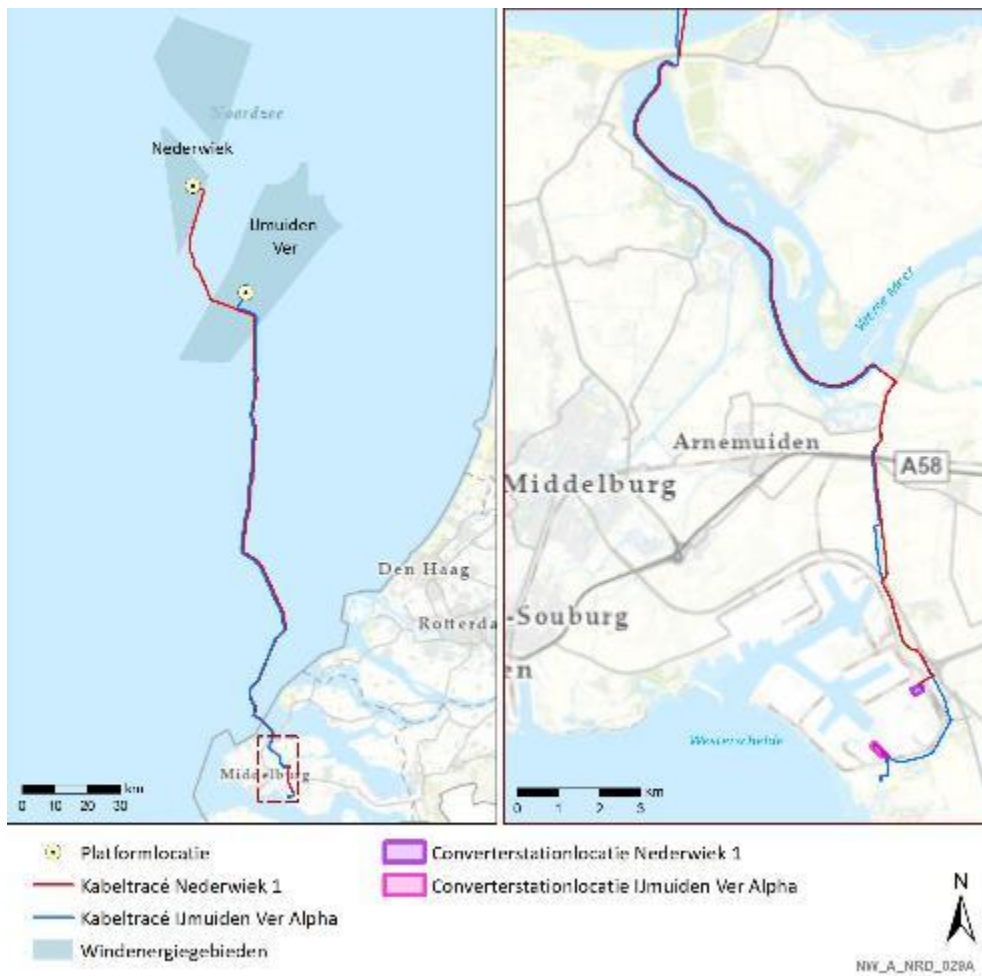 Noordzee
Nederwiek
IJmuiden
Ver
Den Haag
Rotterda
Middelburg
0 10 20 30 km
Veerse Meer
Arnemuiden
A58
Middelburg
-Souburg
en
Westerschelde
0 1 2 3 km
Platformlocatie
Kabeltracé Nederwiek 1
Kabeltracé IJmuiden Ver Alpha
Windenergiegebieden
Converterstationlocatie Nederwiek 1
Converterstationlocatie IJmuiden Ver Alpha
N
NW_A_NRD_029A